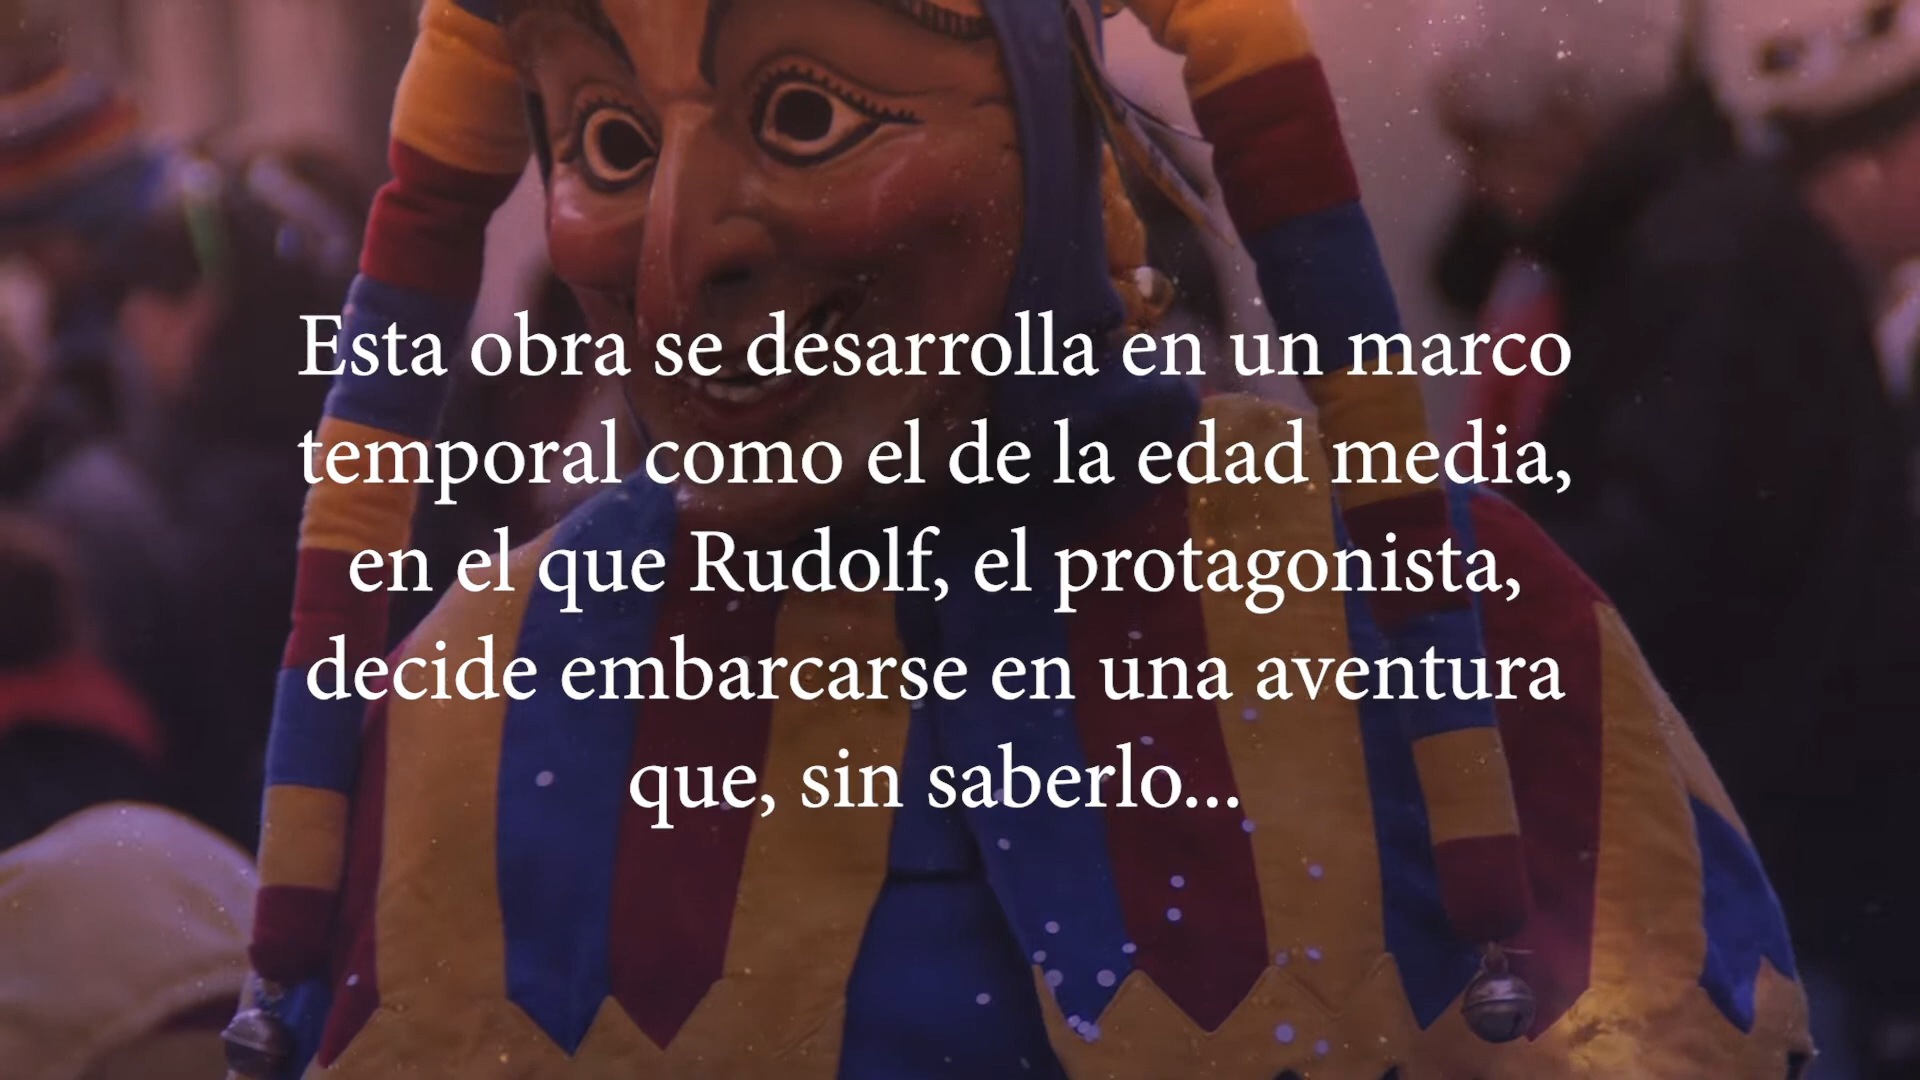 Esta obra se desarrolla en un marco
temporal como el de la edad media,
en el que Rudolf, el protagonista,
decide embarcarse en una aventura
que, sin saberlo...